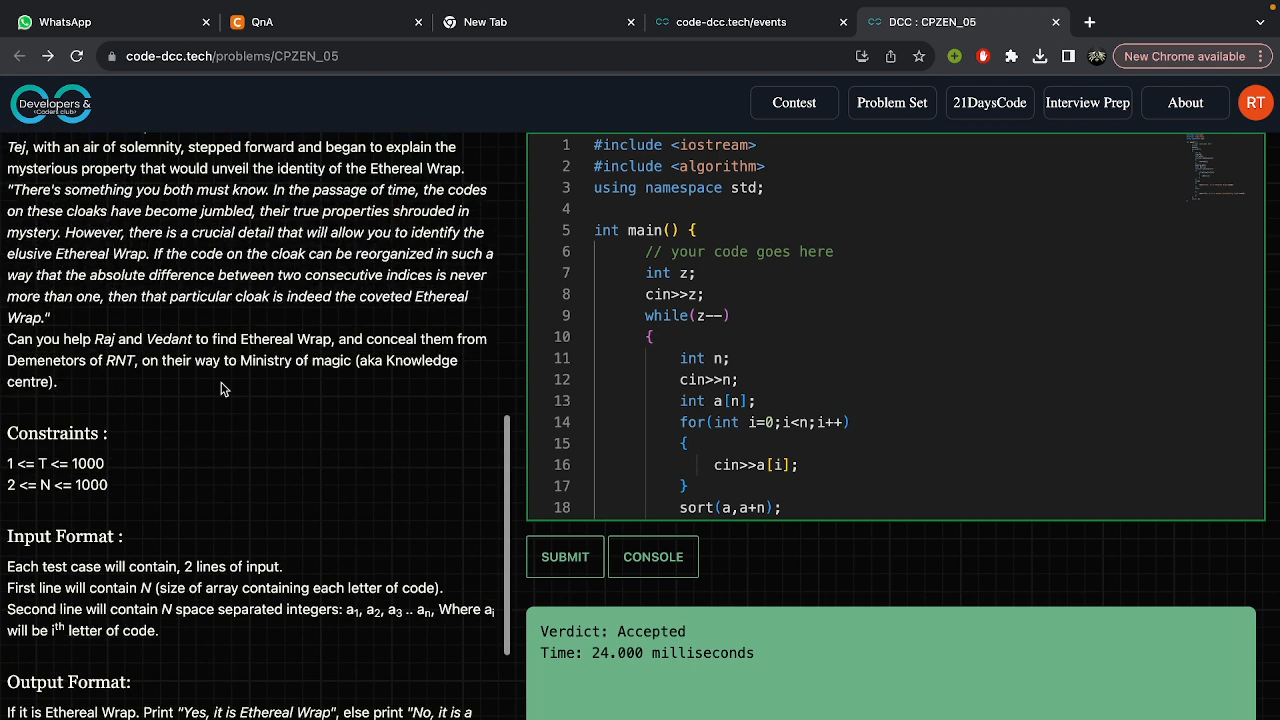 WhatsApp
QnA
New Tab
code-dcc.tech/events
DCC : CPZEN_05
code-dcc.tech/problems/CPZEN_05
New Chrome available
Developers &
<Coders club>
Contest
Problem Set
21DaysCode
Interview Prep
About
RT
Tej, with an air of solemnity, stepped forward and began to explain the
mysterious property that would unveil the identity of the Ethereal Wrap.
"There's something you both must know. In the passage of time, the codes
on these cloaks have become jumbled, their true properties shrouded in
mystery. However, there is a crucial detail that will allow you to identify the
elusive Ethereal Wrap. If the code on the cloak can be reorganized in such a
way that the absolute difference between two consecutive indices is never
more than one, then that particular cloak is indeed the coveted Ethereal
Wrap."
Can you help Raj and Vedant to find Ethereal Wrap, and conceal them from
Demenetors of RNT, on their way to Ministry of magic (aka Knowledge
centre).
Constraints :
1 <= T <= 1000
2 <= N <= 1000
Input Format :
Each test case will contain, 2 lines of input.
First line will contain N (size of array containing each letter of code).
Second line will contain N space separated integers: a1, a2, a3 .. an, Where ai
will be ith letter of code.
Output Format:
If it is Ethereal Wrap. Print "Yes, it is Ethereal Wrap", else print "No, it is a
1 #include <iostream>
2 #include <algorithm>
3 using namespace std;
4
5 int main() {
6 // your code goes here
7 int z;
8 cin>>z;
9 while(z--)
10 {
11 int n;
12 cin>>n;
13 int a[n];
14 for(int i=0;i<n;i++)
15 {
16 cin>>a[i];
17 }
18 sort(a,a+n);
SUBMIT
CONSOLE
Verdict: Accepted
Time: 24.000 milliseconds